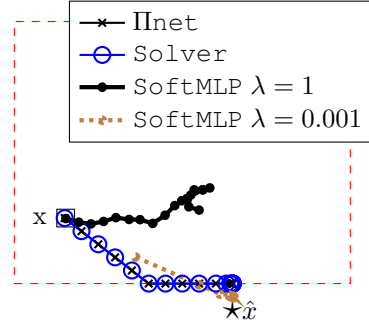 Πnet
Solver
SoftMLP λ = 1
SoftMLP λ = 0.001
x
x̂